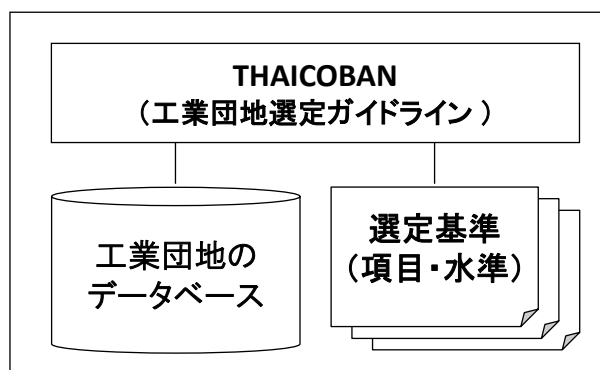 THAICOBAN
（工業団地選定ガイドライン ）
工業団地の
データベース
選定基準
（項目・水準）